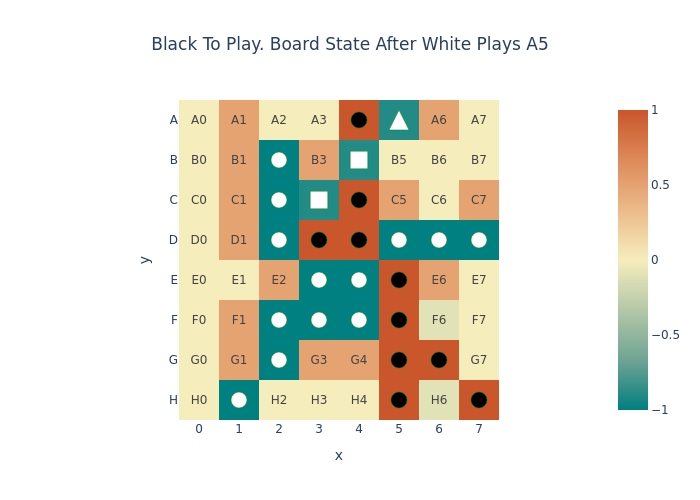 Black To Play. Board State After White Plays A5
A A0 A1 A2 A3 A6 A7
B B0 B1 B3 B5 B6 B7
C C0 C1 C5 C6 C7
D D0 D1
E E0 E1 E2 E6 E7
F F0 F1 F6 F7
G G0 G1 G3 G4 G7
H H0 H2 H3 H4 H6
0 1 2 3 4 5 6 7
x
y
1
0.5
0
−0.5
−1